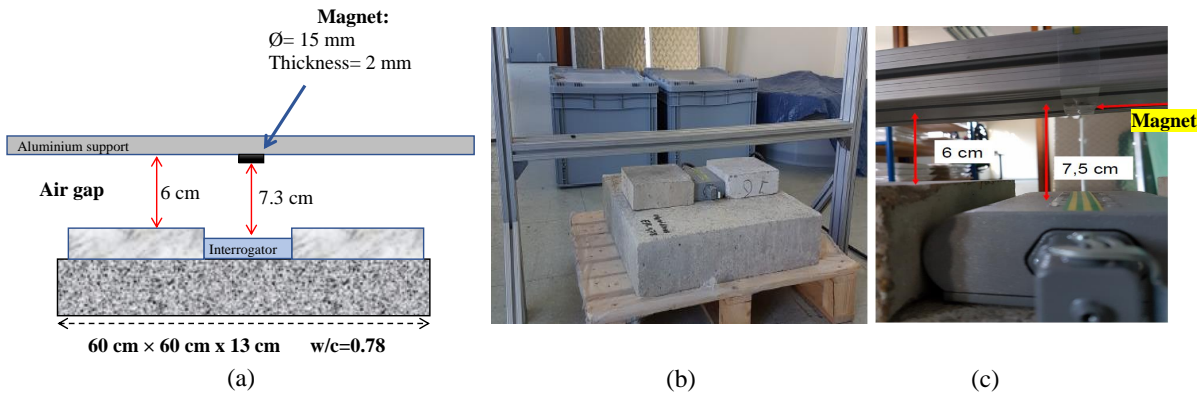 Magnet:
Ø= 15 mm
Thickness= 2 mm
Aluminium support
Air gap
6 cm
7.3 cm
Interrogator
60 cm × 60 cm x 13 cm w/c=0.78
(a)
(b)
Magnet
6 cm
7,5 cm
(c)